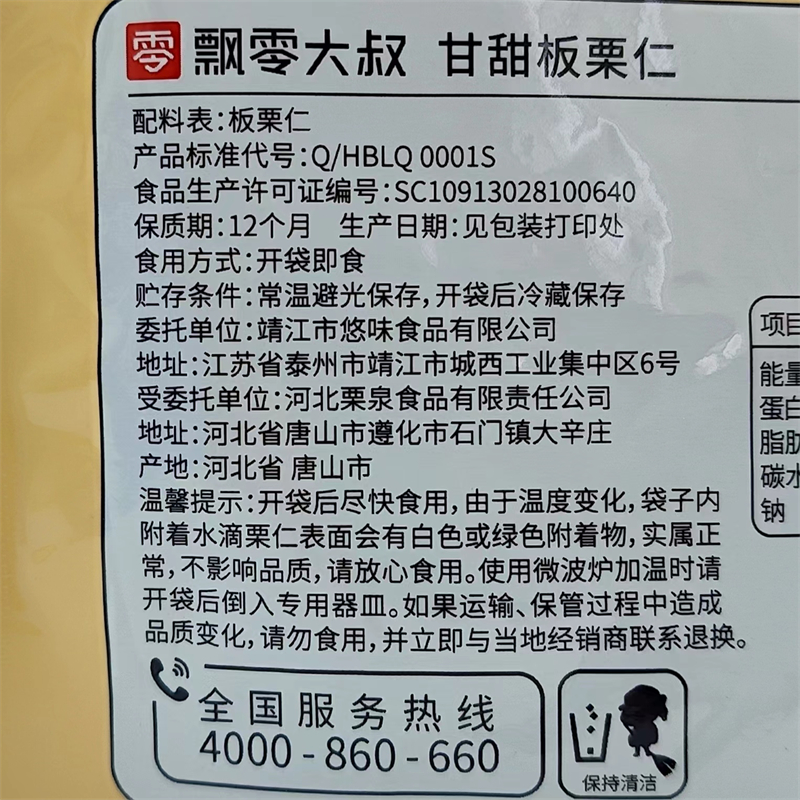 零 飘零大叔 甘甜板栗仁
配料表:板栗仁
产品标准代号:Q/HBLQ 0001S
食品生产许可证编号:SC10913028100640
保质期:12个月 生产日期:见包装打印处
食用方式:开袋即食
贮存条件:常温避光保存,开袋后冷藏保存
委托单位:靖江市悠味食品有限公司
地址:江苏省泰州市靖江市城西工业集中区6号
受委托单位:河北栗泉食品有限责任公司
地址:河北省唐山市遵化市石门镇大辛庄
产地:河北省 唐山市
温馨提示:开袋后尽快食用,由于温度变化,袋子内
附着水滴栗仁表面会有白色或绿色附着物,实属正
常,不影响品质,请放心食用。使用微波炉加温时请
开袋后倒入专用器皿。如果运输、保管过程中造成
品质变化,请勿食用,并立即与当地经销商联系退换。
全国服务热线
4000-860-660
保持清洁
项目
能量
蛋白
脂肪
碳水
钠